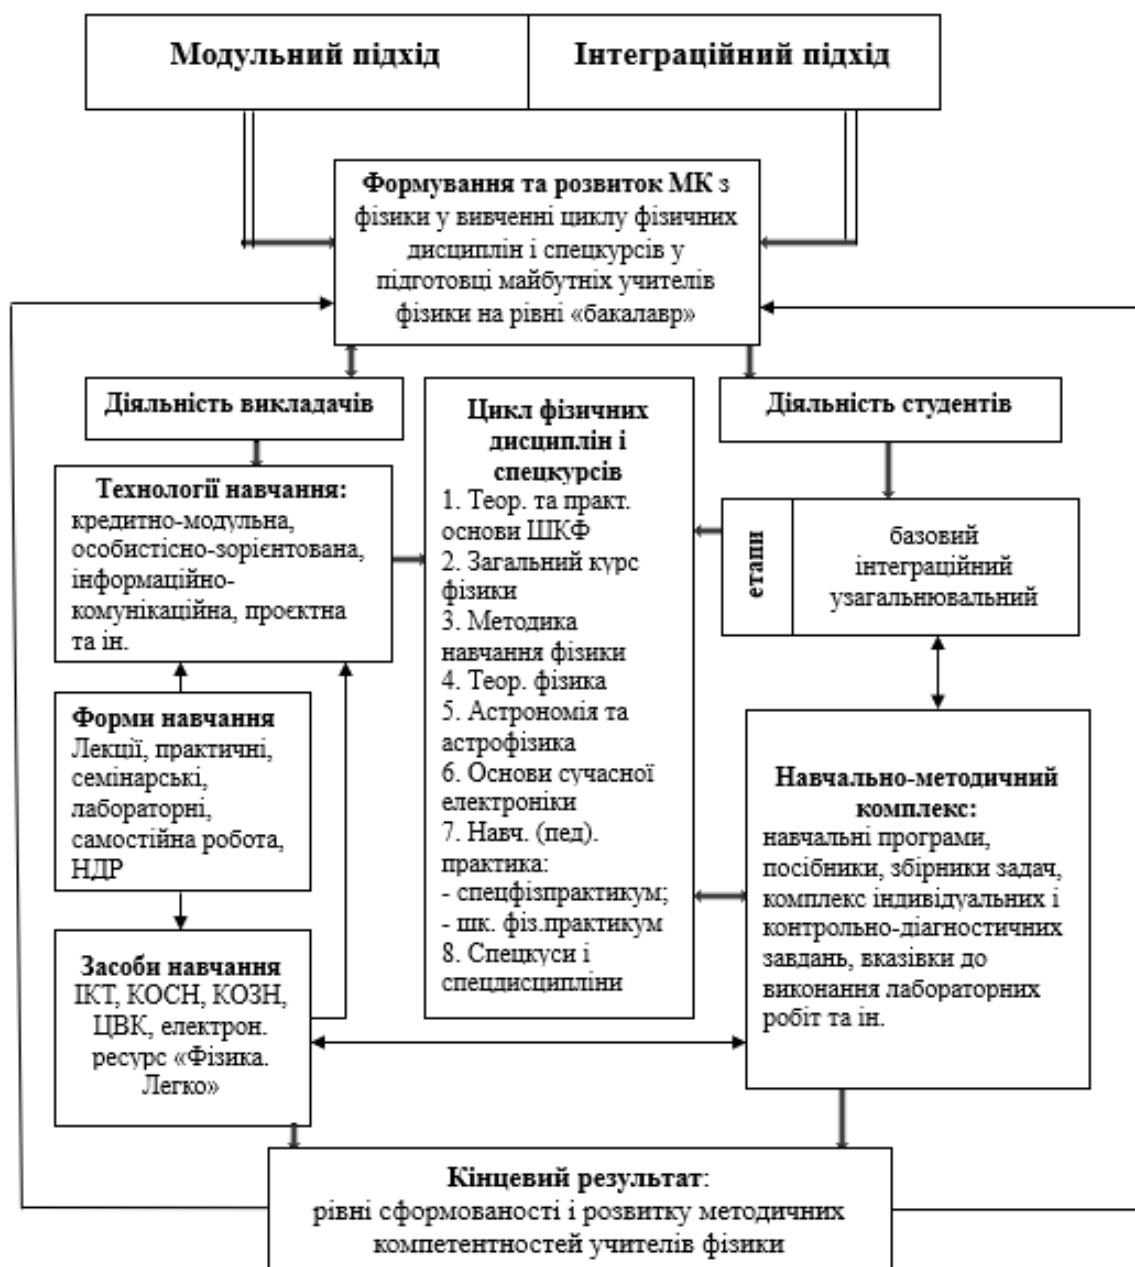 Модульний підхід
Інтеграційний підхід
Формування та розвиток МК з
фізики у вивченні циклу фізичних
дисциплін і спецкурсів у
підготовці майбутніх учителів
фізики на рівні «бакалавр»
Діяльність викладачів
Цикл фізичних
дисциплін і
спецкурсів
1. Теор. та практ.
основи ШКФ
2. Загальний курс
фізики
3. Методика
навчання фізики
4. Теор. фізика
5. Астрономія та
астрофізика
6. Основи сучасної
електроніки
7. Навч. (пед).
практика:
- спецфізпрактикум;
- шк. фіз.практикум
8. Спецкуси і
спецдисципліни
Діяльність студентів
Технології навчання:
кредитно-модульна,
особистісно-зорієнтована,
інформаційно-
комунікаційна, проєктна
та ін.
етапи
базовий
інтеграційний
узагальнювальний
Форми навчання
Лекції, практичні,
семінарські,
лабораторні,
самостійна робота,
НДР
Навчально-методичний
комплекс:
навчальні програми,
посібники, збірники задач,
комплекс індивідуальних і
контрольно-діагностичних
завдань, вказівки до
виконання лабораторних
робіт та ін.
Засоби навчання
ІКТ, КОСН, КОЗН,
ЦВК, електрон.
ресурс «Фізика.
Легко»
Кінцевий результат:
рівні сформованості і розвитку методичних
компетентностей учителів фізики